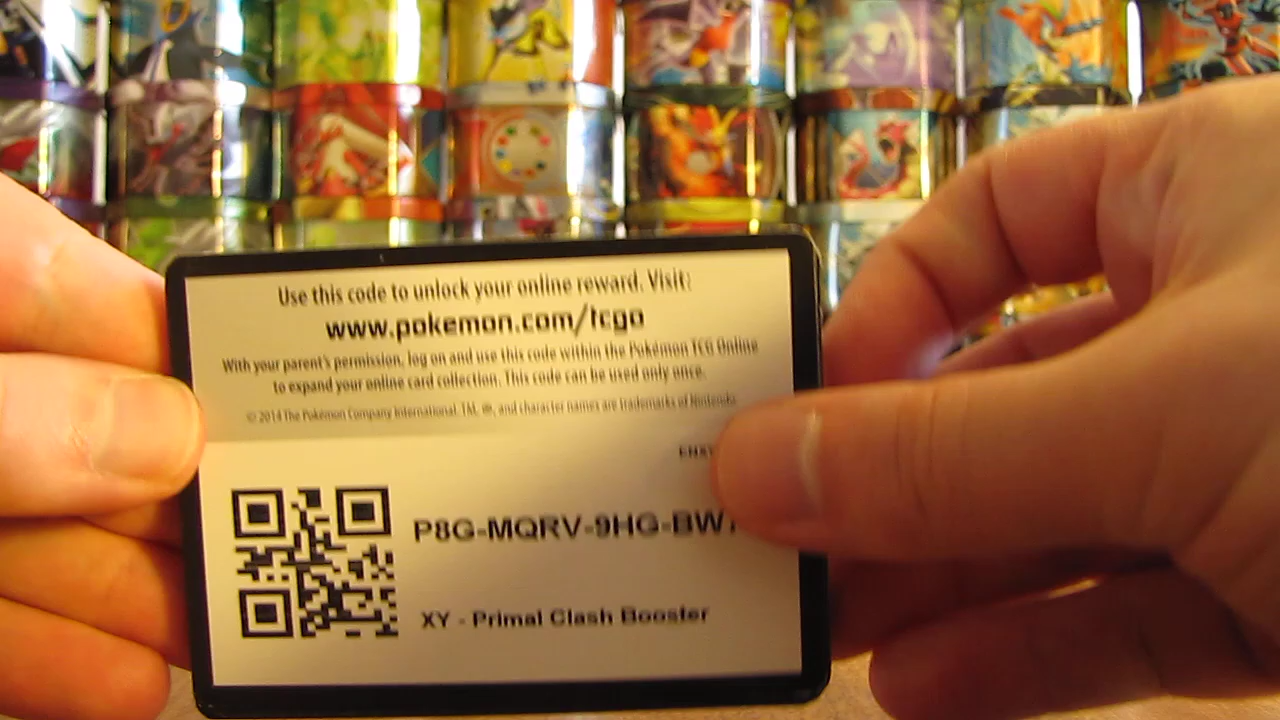 Use this code to unlock your online reward. Visit:
www.pokemon.com/tcgo
With your parent's permission, log on and use this code within the Pokémon TCG Online
to expand your online card collection. This code can be used only once.
© 2014 The Pokémon Company International. TM, ®, and character names are trademarks of Nintendo.
P8G-MQRV-9HG-BW
XY - Primal Clash Booster